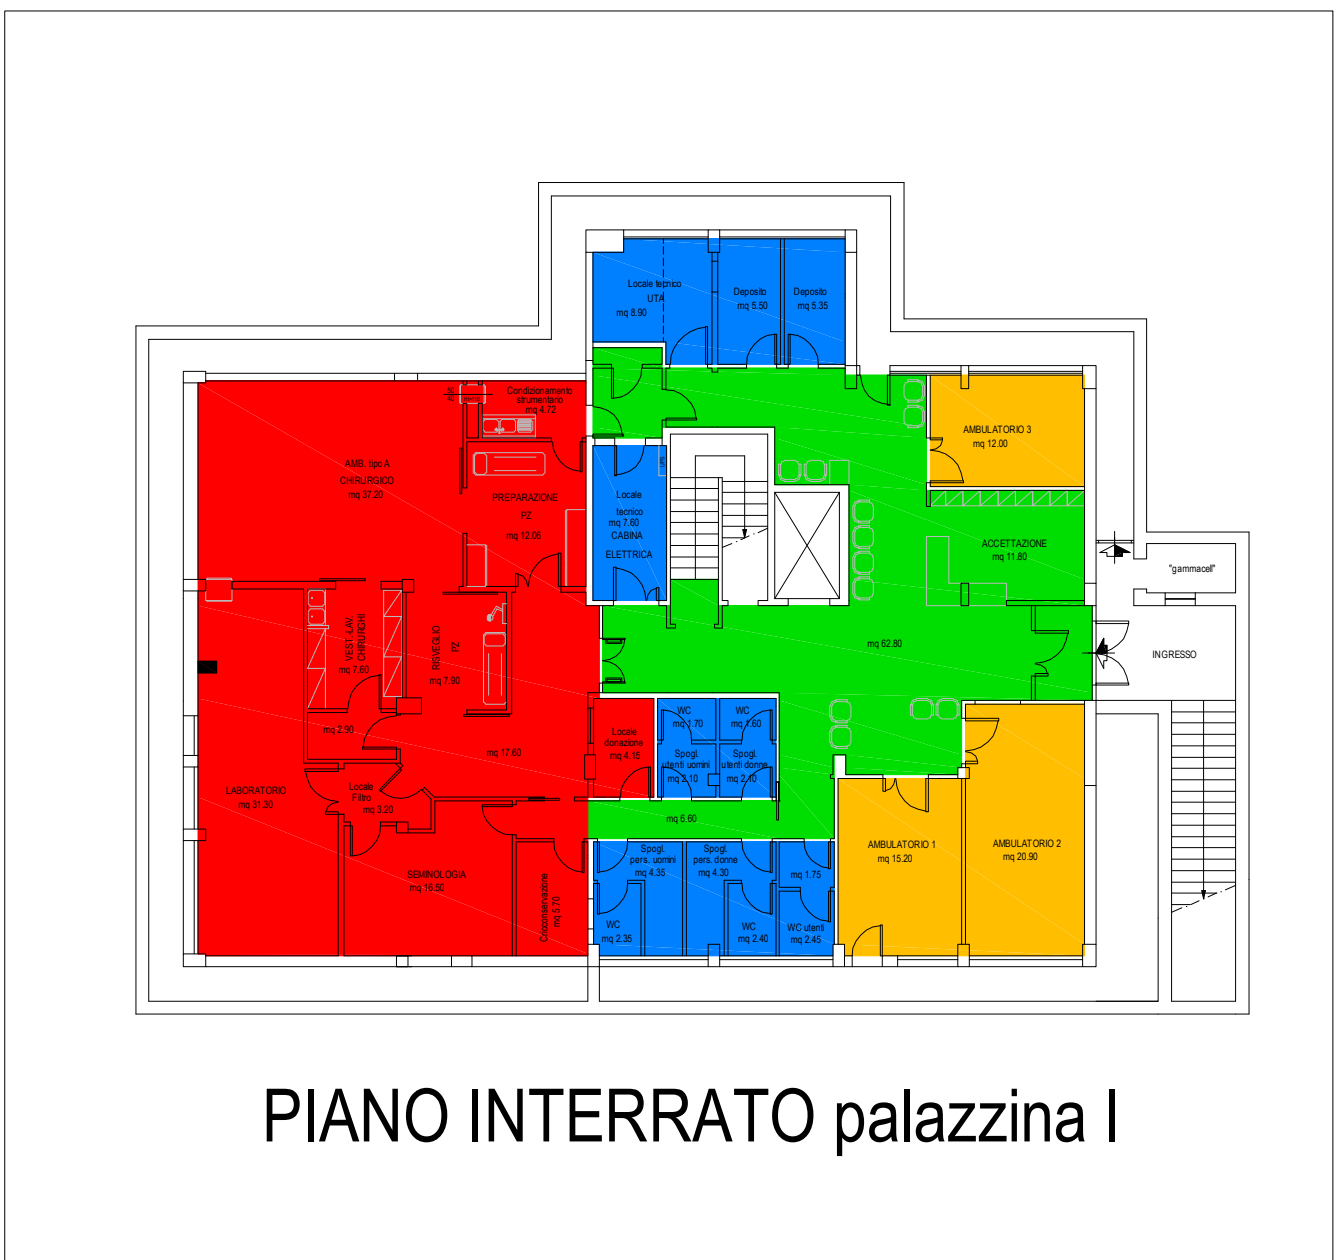 Locale tecnico
UTA
mq 8.90
Deposito
mq 5.50
Deposito
mq 5.35
Condizionamento
strumentario
mq 4.72
AMB. tipo A
CHIRURGICO
mq 37.20
PREPARAZIONE
PZ
mq 12.06
Locale
tecnico
mq 7.60
CABINA
ELETTRICA
AMBULATORIO 3
mq 12.00
ACCETTAZIONE
mq 11.80
"gammacell"
INGRESSO
mq 62.80
VEST.-LAV.
CHIRURGHI
mq 7.60
RISVEGLIO
PZ
mq 7.90
mq 2.90
mq 17.60
Locale
donazione
mq 4.15
WC
mq 1.70
WC
mq 1.60
Spogl.
utenti uomini
mq 2.10
Spogl.
utenti donne
mq 2.10
LABORATORIO
mq 31.30
Locale
Filtro
mq 3.20
mq 6.60
SEMINOLOGIA
mq 16.50
Crioconservazione
mq 5.70
Spogl.
pers. uomini
mq 4.35
Spogl.
pers. donne
mq 4.30
mq 1.75
WC
mq 2.35
WC
mq 2.40
WC utenti
mq 2.45
AMBULATORIO 1
mq 15.20
AMBULATORIO 2
mq 20.90
PIANO INTERRATO palazzina I